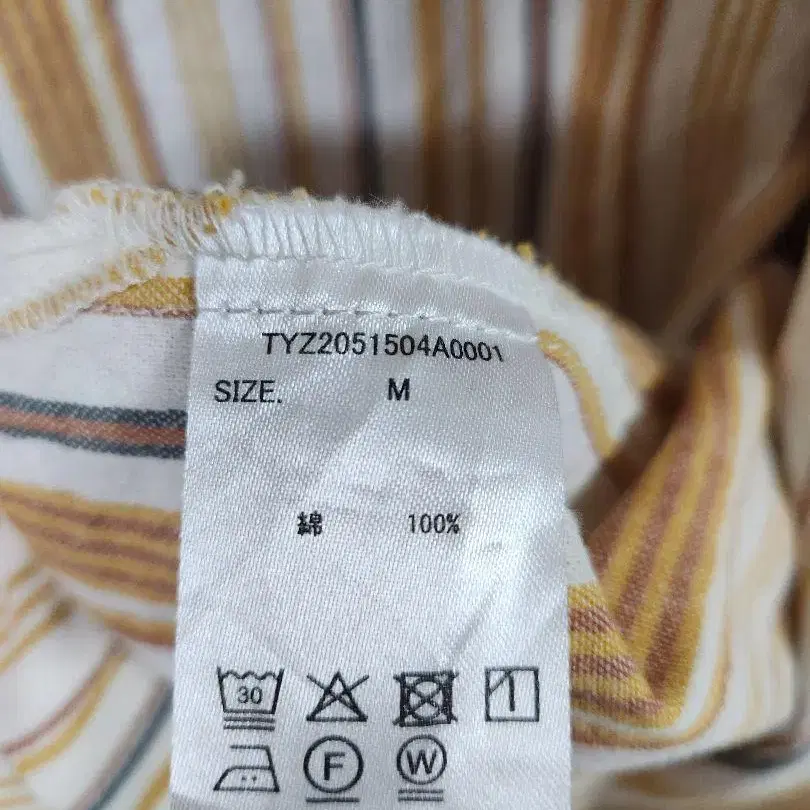 TYZ2051504A0001
SIZE. M
綿 100%
30
F W